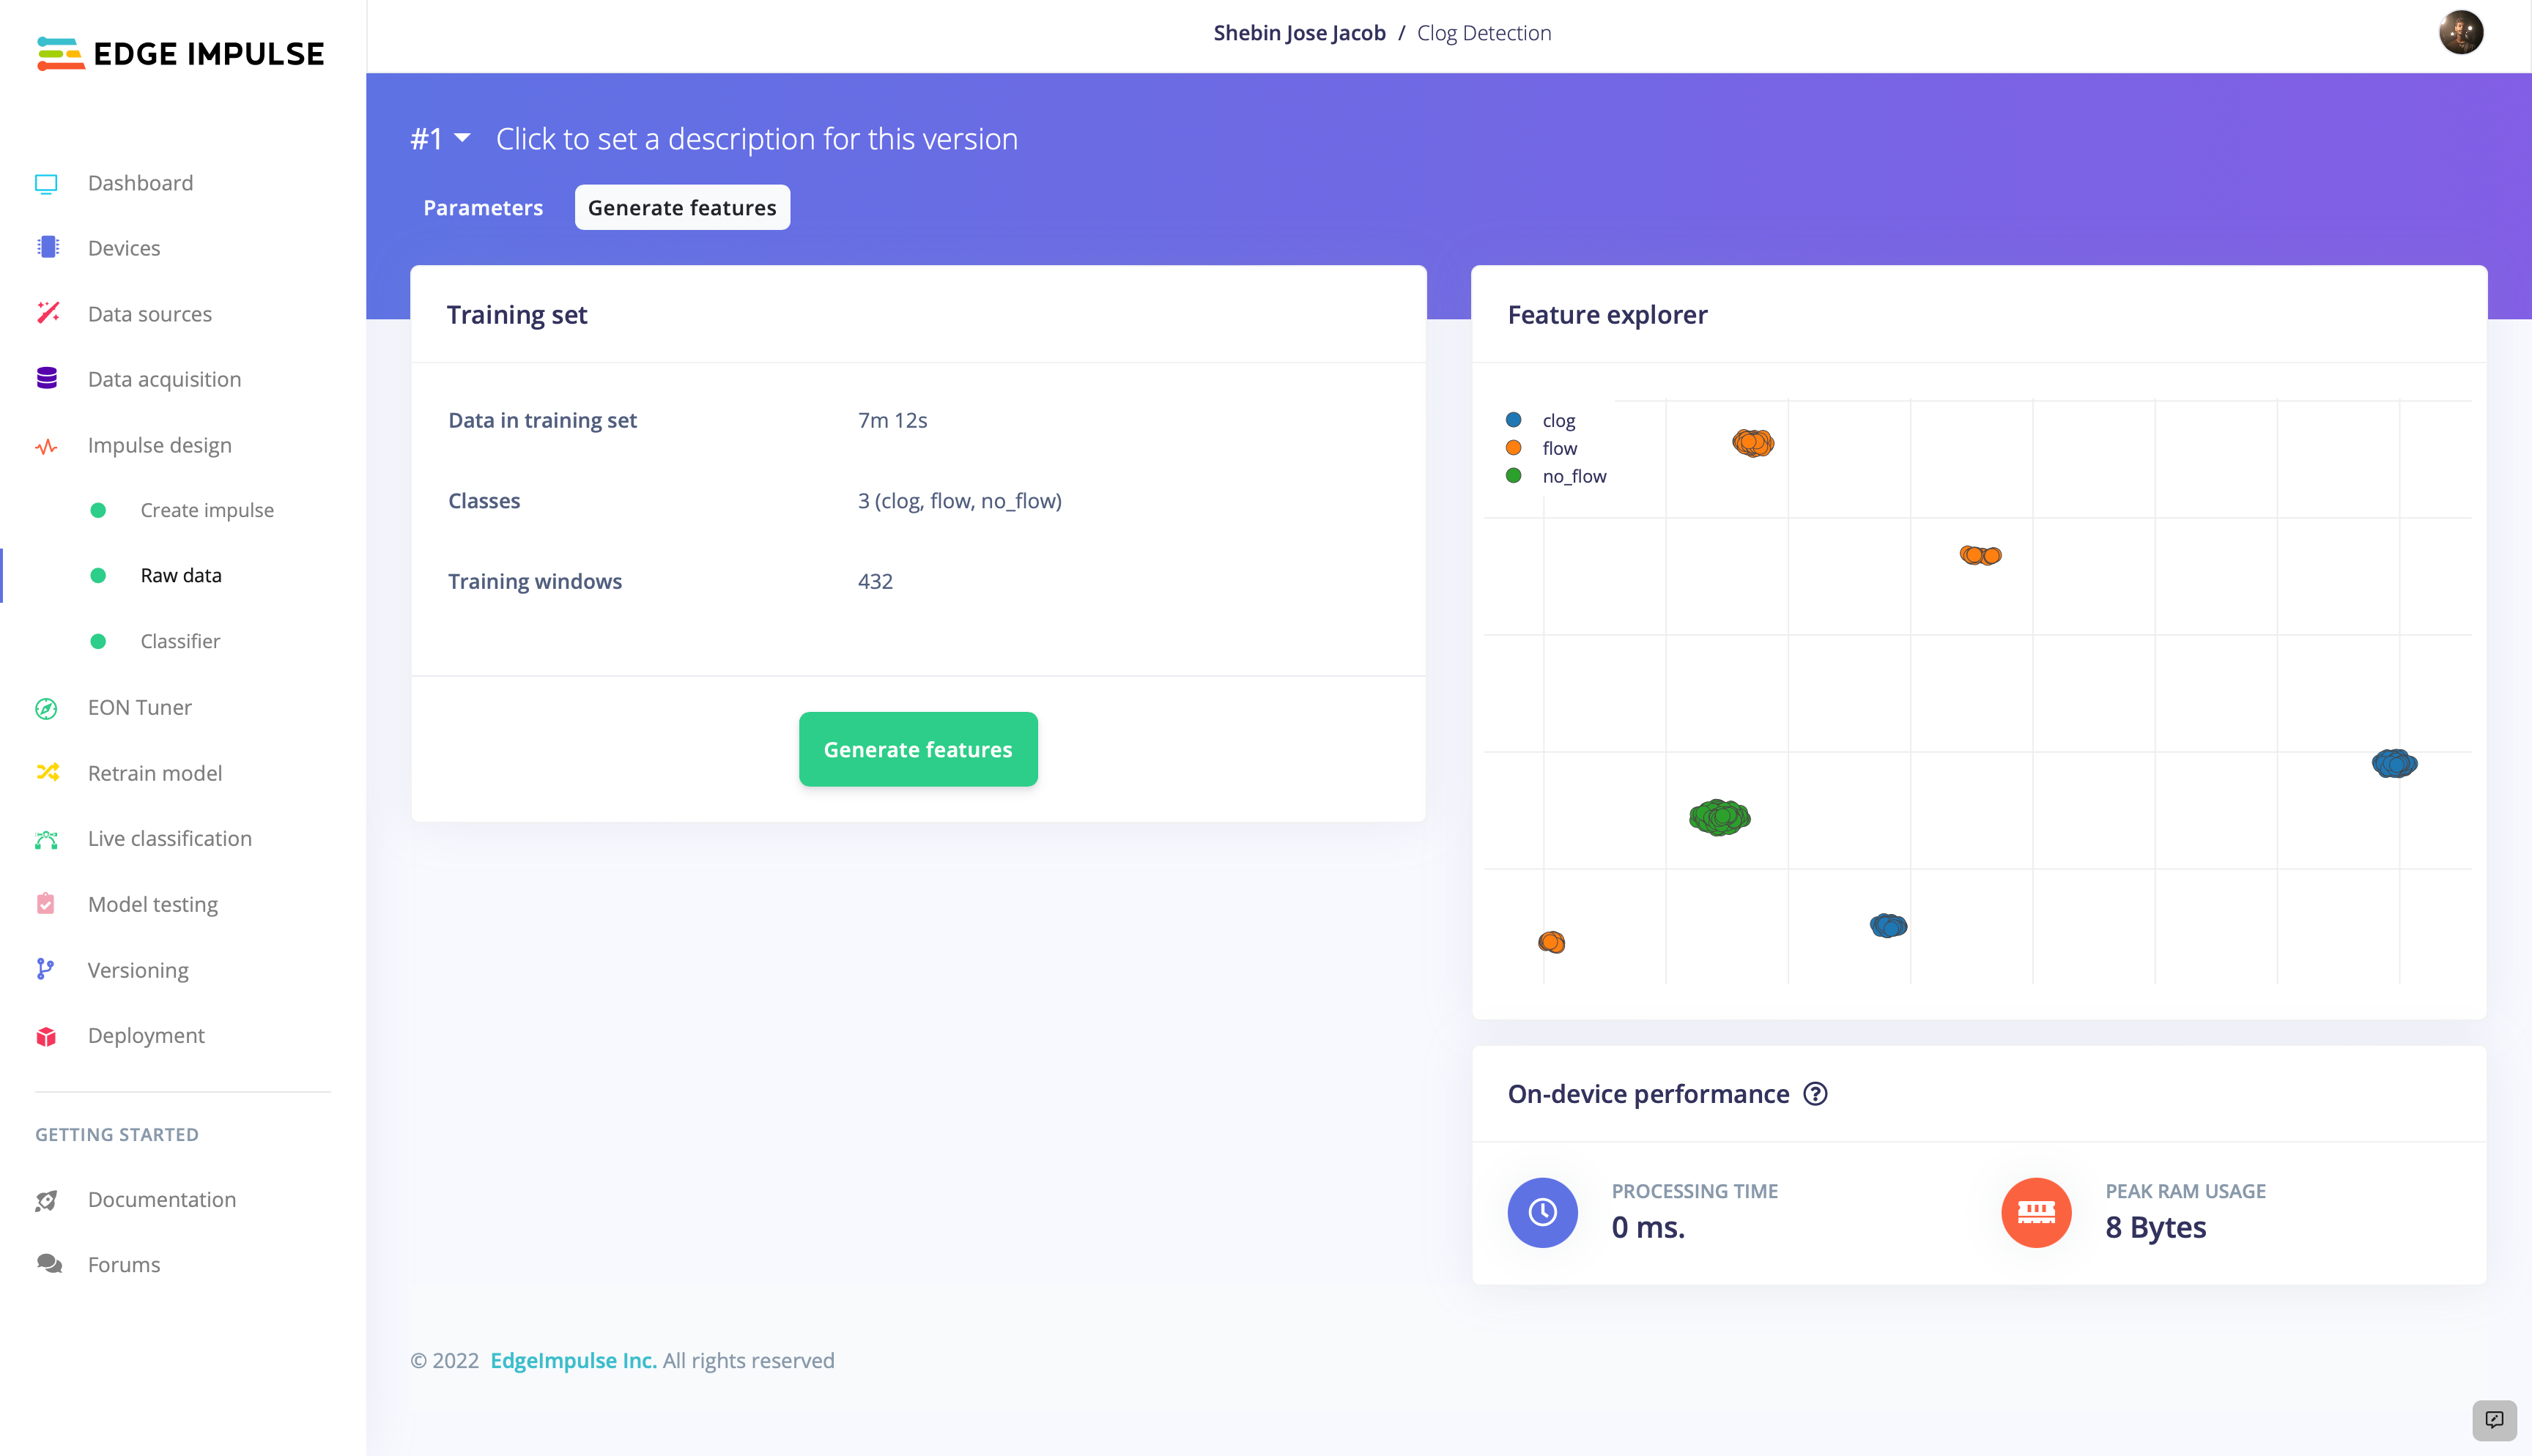 EDGE IMPULSE
Shebin Jose Jacob / Clog Detection
Dashboard
Devices
Data sources
Data acquisition
Impulse design
Create impulse
Raw data
Classifier
EON Tuner
Retrain model
Live classification
Model testing
Versioning
Deployment
GETTING STARTED
Documentation
Forums
#1 Click to set a description for this version
Parameters Generate features
Training set
Data in training set 7m 12s
Classes 3 (clog, flow, no_flow)
Training windows 432
Generate features
Feature explorer
clog
flow
no_flow
On-device performance ?
PROCESSING TIME
0 ms.
PEAK RAM USAGE
8 Bytes
© 2022 EdgeImpulse Inc. All rights reserved